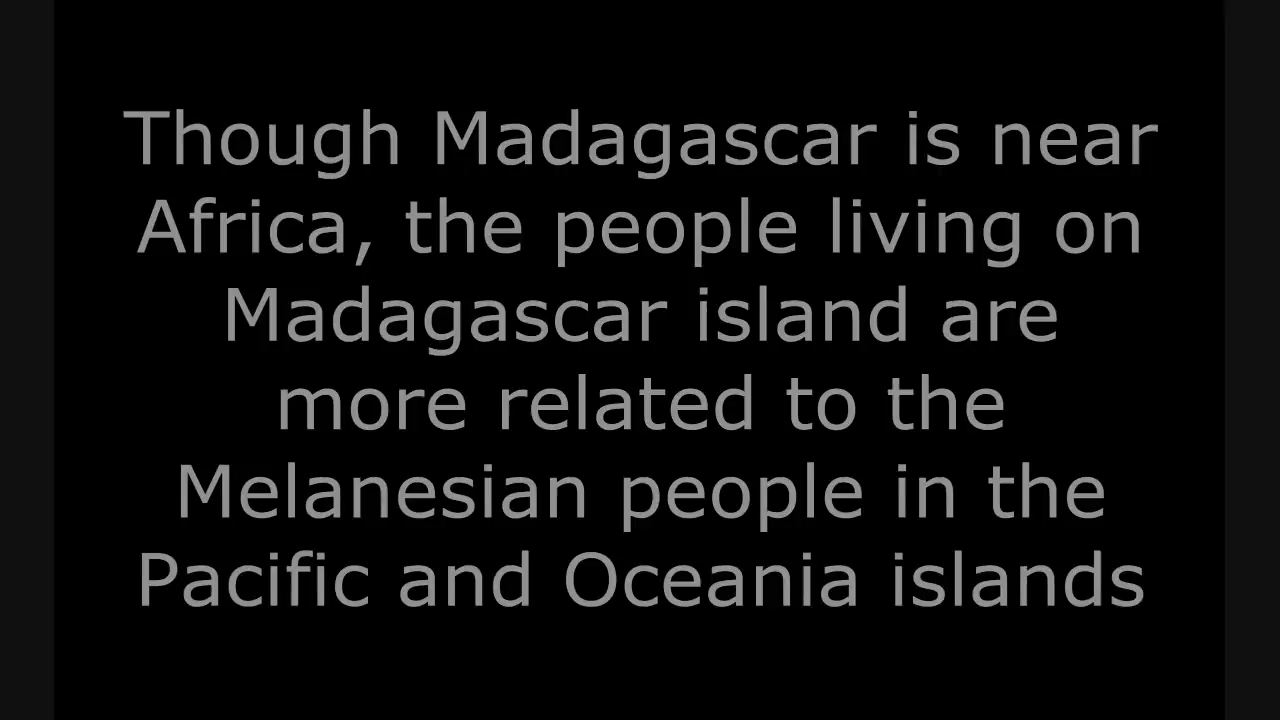 Though Madagascar is near
Africa, the people living on
Madagascar island are
more related to the
Melanesian people in the
Pacific and Oceania islands